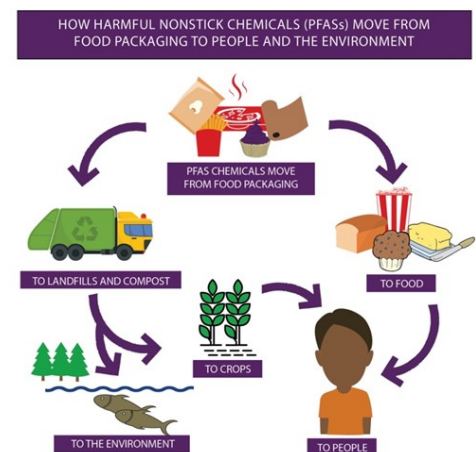 HOW HARMFUL NONSTICK CHEMICALS (PFASs) MOVE FROM
FOOD PACKAGING TO PEOPLE AND THE ENVIRONMENT
PFAS CHEMICALS MOVE
FROM FOOD PACKAGING
TO LANDFILLS AND COMPOST
TO FOOD
TO CROPS
TO THE ENVIRONMENT
TO PEOPLE